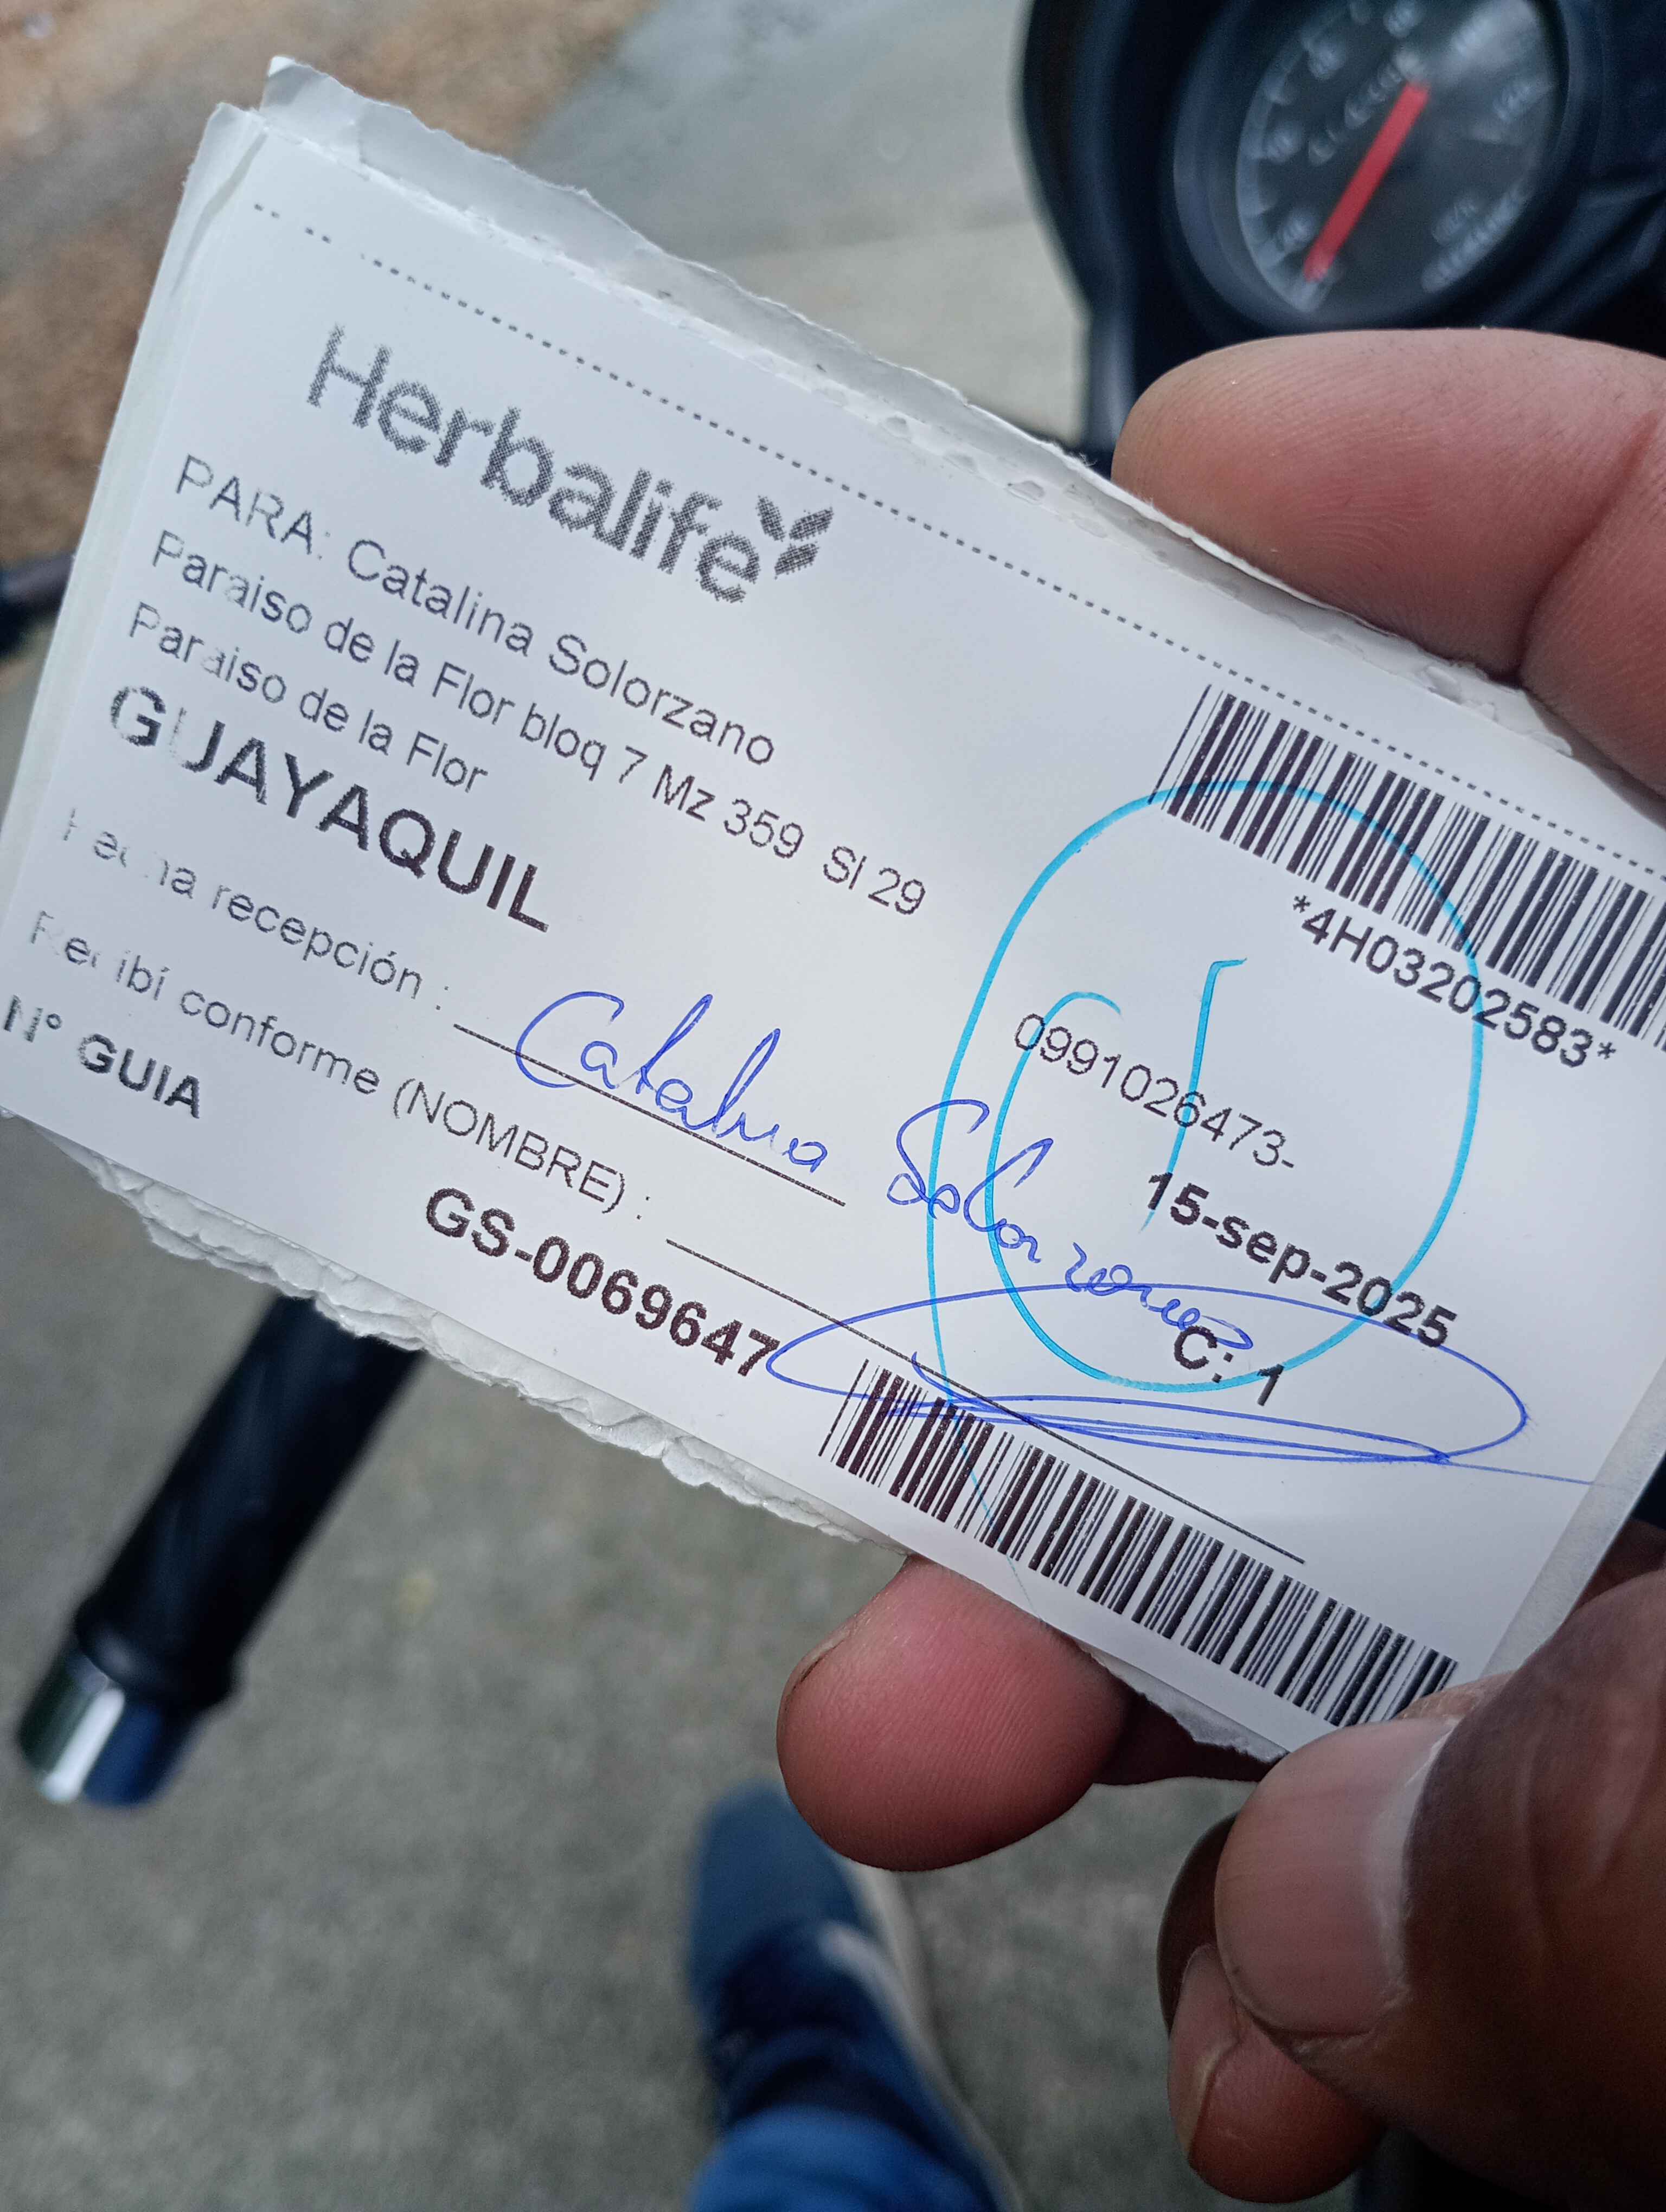 Herbalife
PARA: Catalina Solorzano
Paraiso de la Flor bloq 7 Mz 359 Sl 29
Paraiso de la Flor
GUAYAQUIL
*4H03202583*
0991026473-
15-sep-2025
C: 1
Fecha recepción :
Catalina Solorzano
Recibí conforme (NOMBRE) :
N° GUIA
GS-0069647